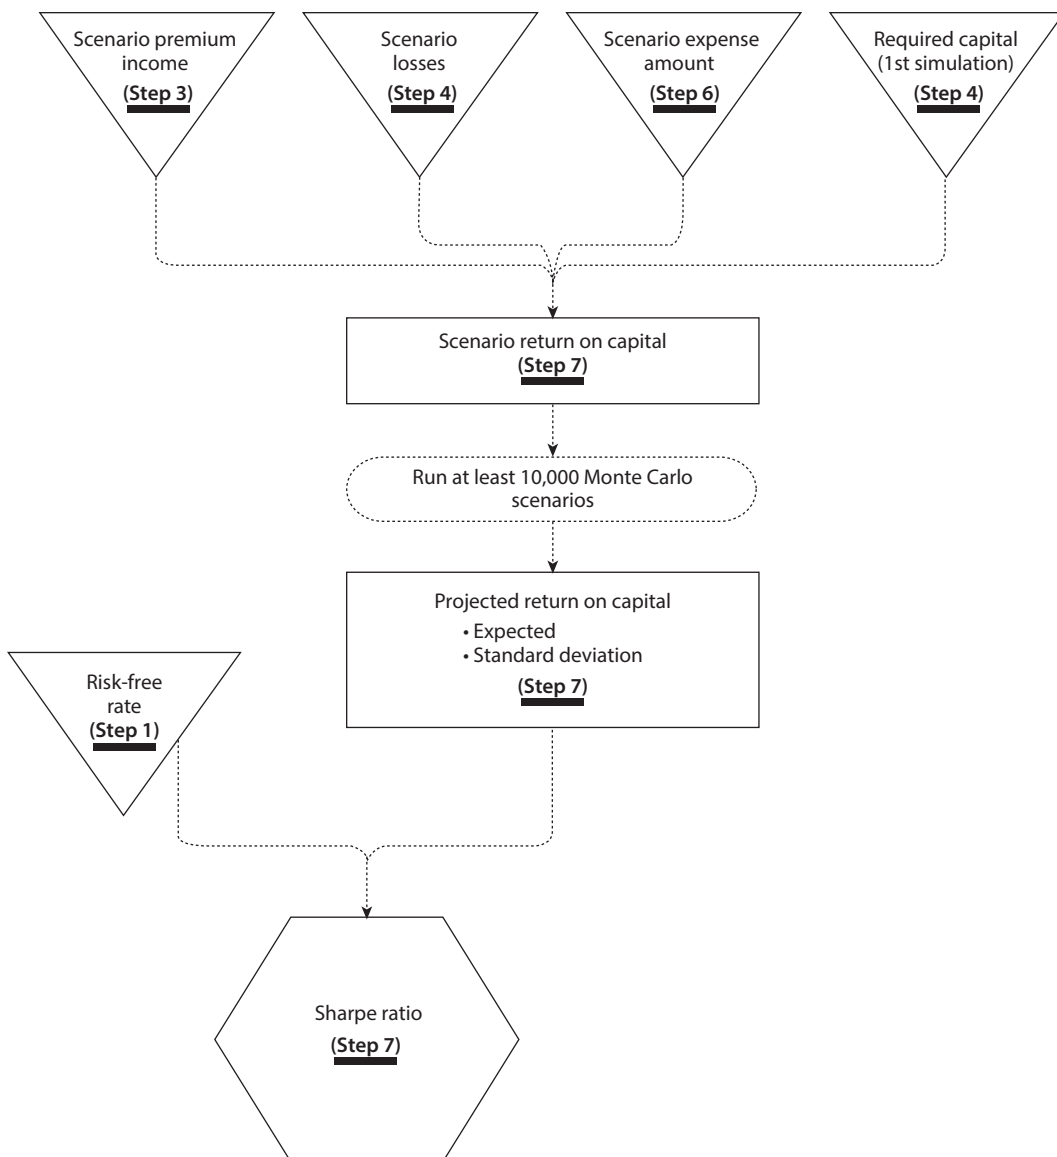 Scenario premium
income
(Step 3)
Scenario
losses
(Step 4)
Scenario expense
amount
(Step 6)
Required capital
(1st simulation)
(Step 4)
Scenario return on capital
(Step 7)
Run at least 10,000 Monte Carlo
scenarios
Projected return on capital
• Expected
• Standard deviation
(Step 7)
Risk-free
rate
(Step 1)
Sharpe ratio
(Step 7)